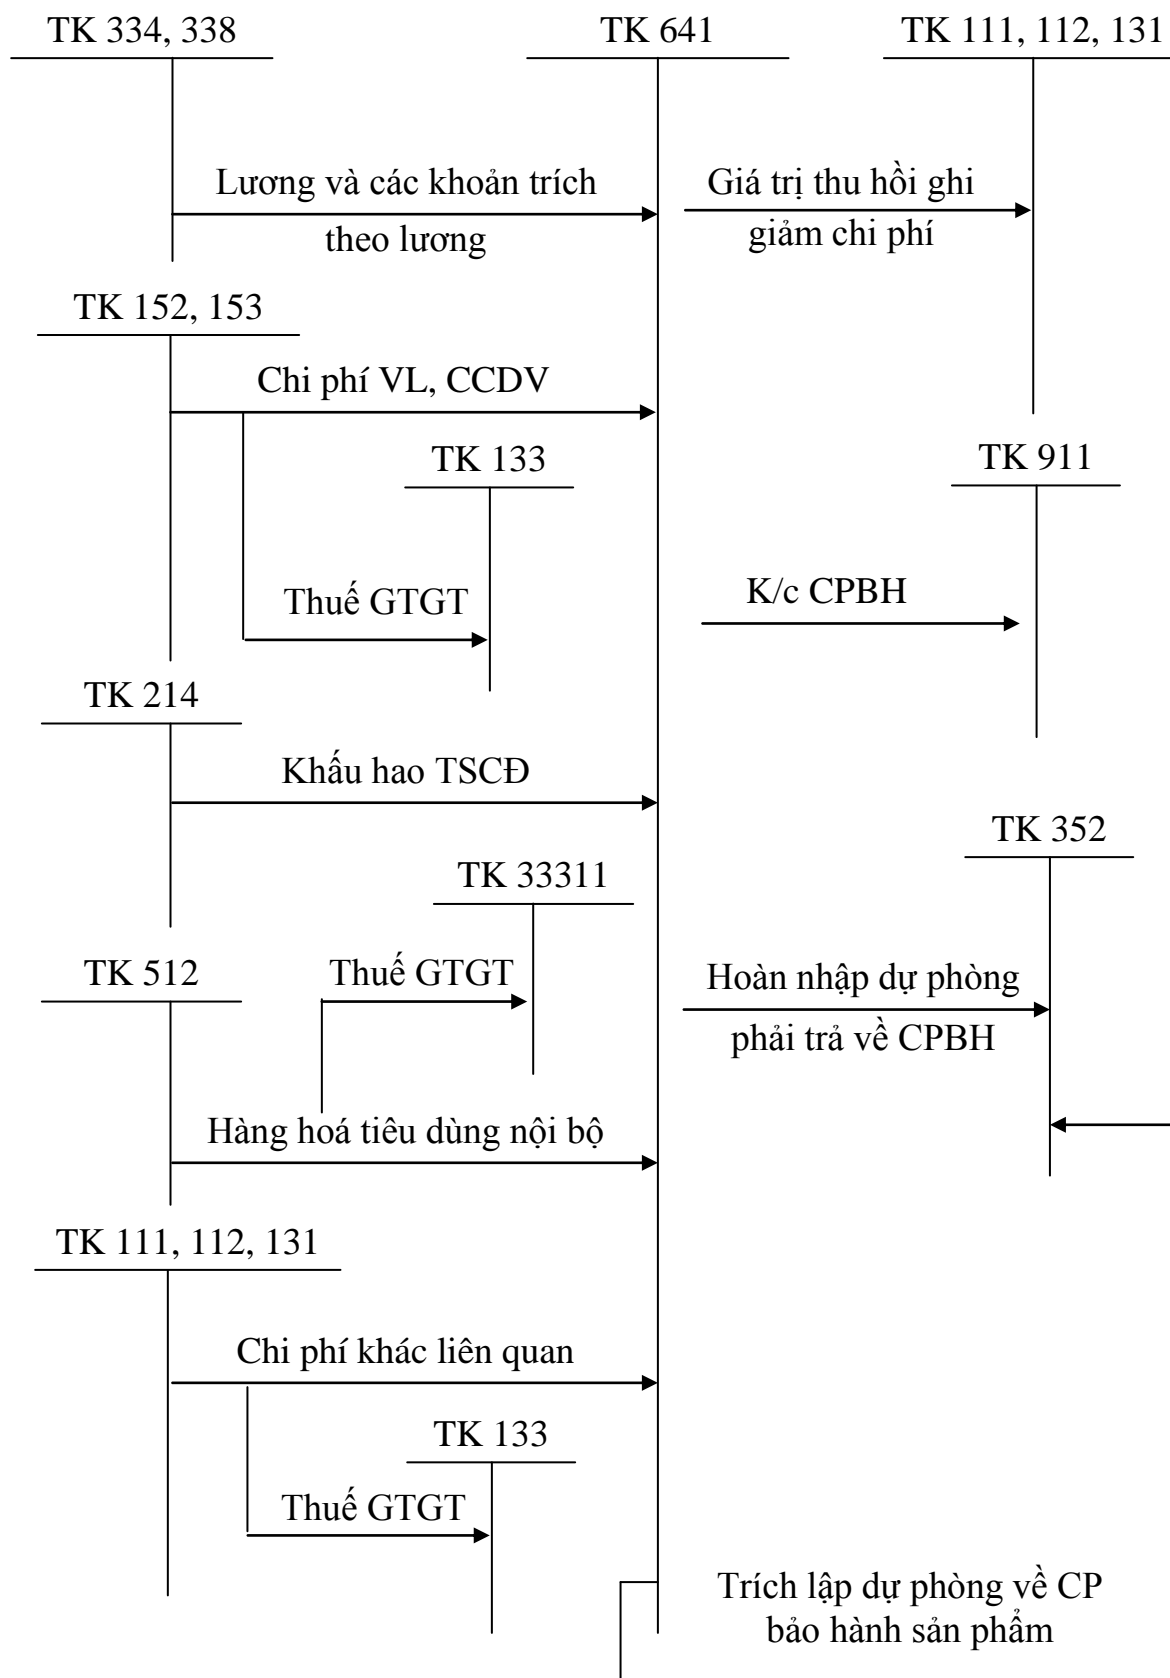 TK 334, 338
TK 641
TK 111, 112, 131
Lương và các khoản trích
theo lương
Giá trị thu hồi ghi
giảm chi phí
TK 152, 153
Chi phí VL, CCDV
TK 133
TK 911
Thuế GTGT
K/c CPBH
TK 214
Khấu hao TSCĐ
TK 352
TK 33311
TK 512
Thuế GTGT
Hoàn nhập dự phòng
phải trả về CPBH
Hàng hoá tiêu dùng nội bộ
TK 111, 112, 131
Chi phí khác liên quan
TK 133
Thuế GTGT
Trích lập dự phòng về CP
bảo hành sản phẩm